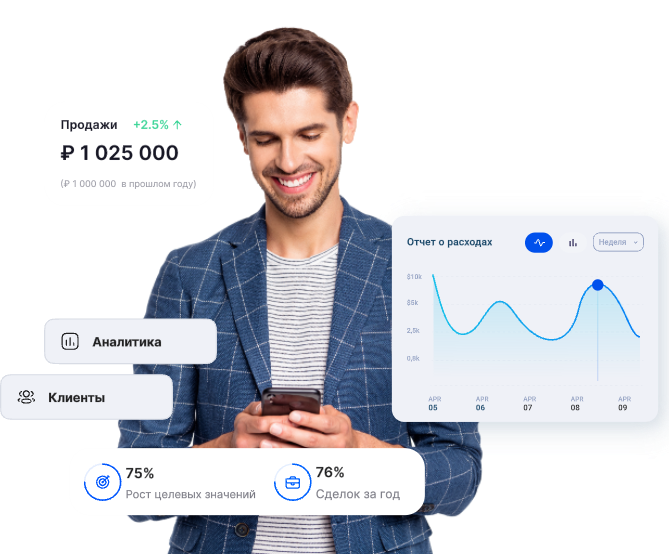 Продажи +2.5% ↑
₽ 1 025 000
(₽ 1 000 000 в прошлом году)
Отчет о расходах
Неделя
$10k
$5k
2,5k
0,8k
APR APR APR APR APR
05 06 07 08 09
Аналитика
Клиенты
75%
Рост целевых значений
76%
Сделок за год